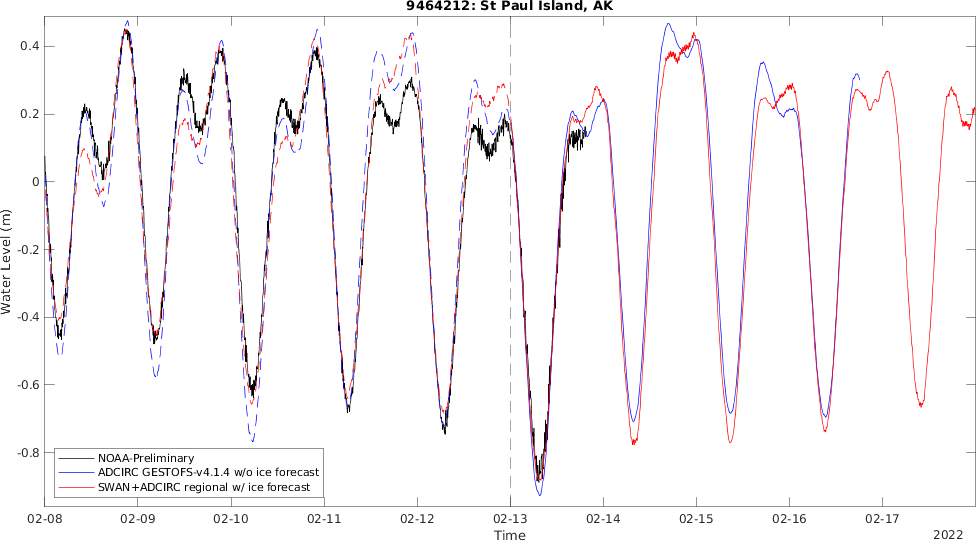 9464212: St Paul Island, AK
Water Level (m)
0.4
0.2
0
-0.2
-0.4
-0.6
-0.8
NOAA-Preliminary
ADCIRC GESTOFS-v4.1.4 w/o ice forecast
SWAN+ADCIRC regional w/ ice forecast
02-08 02-09 02-10 02-11 02-12 02-13 02-14 02-15 02-16 02-17
Time
2022